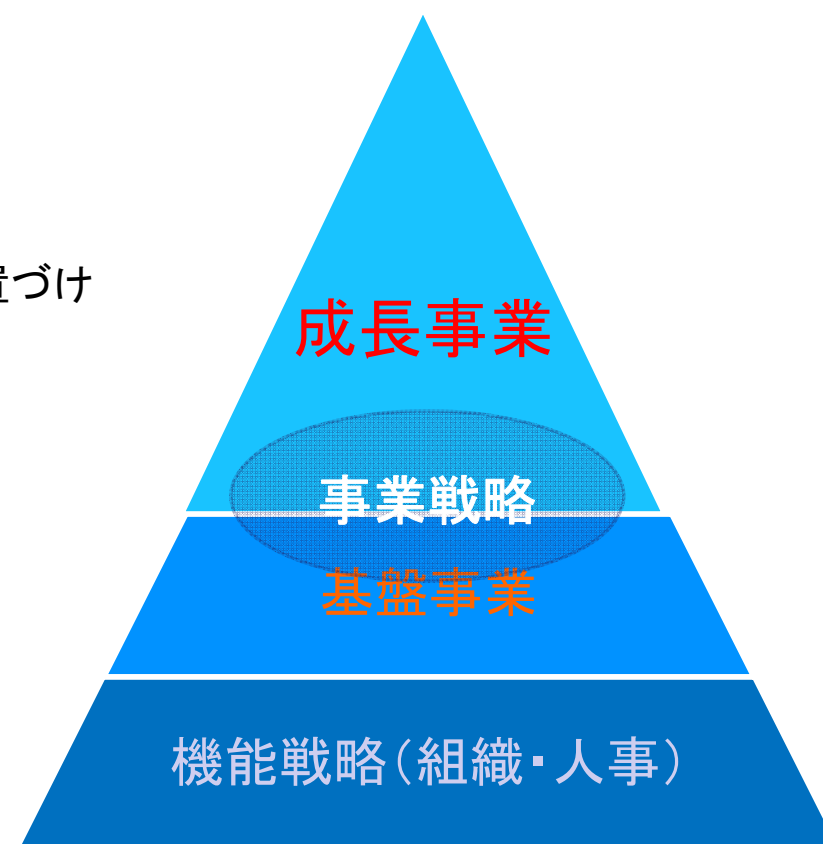 置づけ
成長事業
事業戦略
基盤事業
機能戦略（組織・人事）